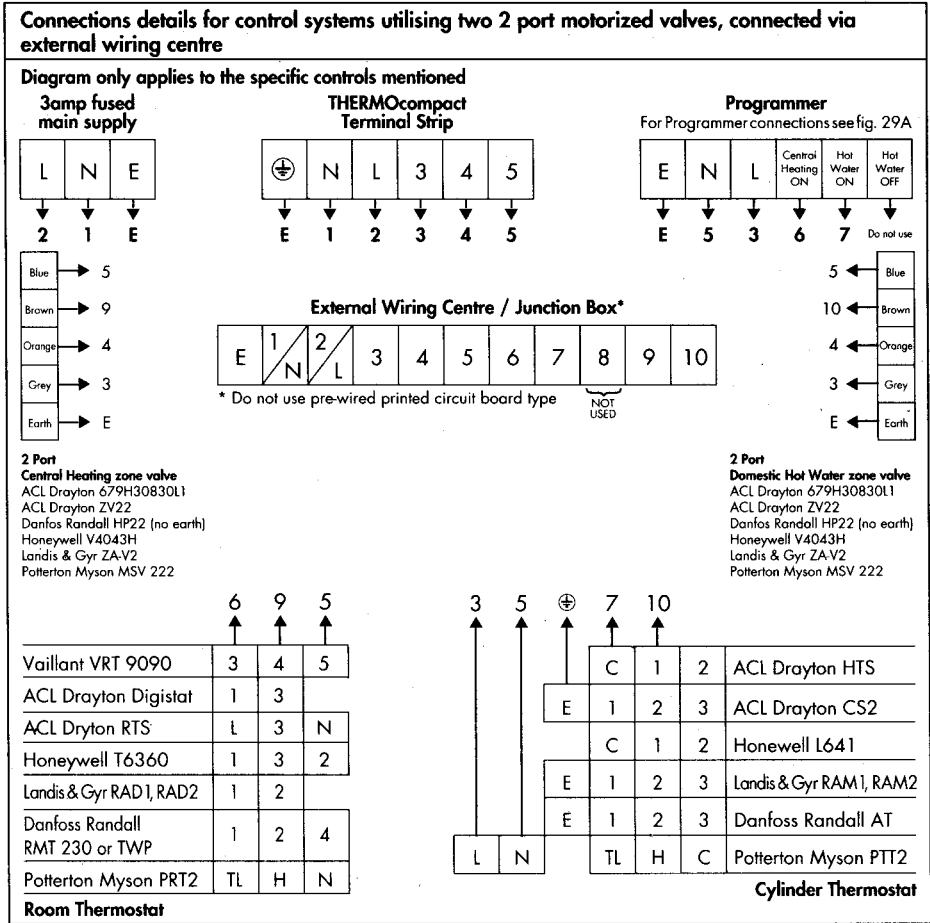 Connections details for control systems utilising two 2 port motorized valves, connected via
external wiring centre
Diagram only applies to the specific controls mentioned
3amp fused
main supply
L N E
2 1 E
THERMOcompact
Terminal Strip
⏚ N L 3 4 5
E 1 2 3 4 5
Programmer
For Programmer connections see fig. 29A
E N L Central Heating ON Hot Water ON Hot Water OFF
E 5 3 6 7 Do not use
Blue 5
Brown 9
Orange 4
Grey 3
Earth E
External Wiring Centre / Junction Box*
E 1/N 2/L 3 4 5 6 7 8 9 10
* Do not use pre-wired printed circuit board type
NOT
USED
5 Blue
10 Brown
4 Orange
3 Grey
E Earth
2 Port
Central Heating zone valve
ACL Drayton 679H30830L1
ACL Drayton ZV22
Danfos Randall HP22 (no earth)
Honeywell V4043H
Landis & Gyr ZA-V2
Potterton Myson MSV 222
2 Port
Domestic Hot Water zone valve
ACL Drayton 679H30830L1
ACL Drayton ZV22
Danfos Randall HP22 (no earth)
Honeywell V4043H
Landis & Gyr ZA-V2
Potterton Myson MSV 222
6 9 5
Vaillant VRT 9090 3 4 5
ACL Drayton Digistat 1 3
ACL Dryton RTS L 3 N
Honeywell T6360 1 3 2
Landis & Gyr RAD1, RAD2 1 2
Danfoss Randall
RMT 230 or TWP 1 2 4
Potterton Myson PRT2 TL H N
Room Thermostat
3 5 ⏚ 7 10
C 1 2 ACL Drayton HTS
E 1 2 3 ACL Drayton CS2
C 1 2 Honewell L641
E 1 2 3 Landis & Gyr RAM1, RAM2
E 1 2 3 Danfoss Randall AT
L N TL H C Potterton Myson PTT2
Cylinder Thermostat